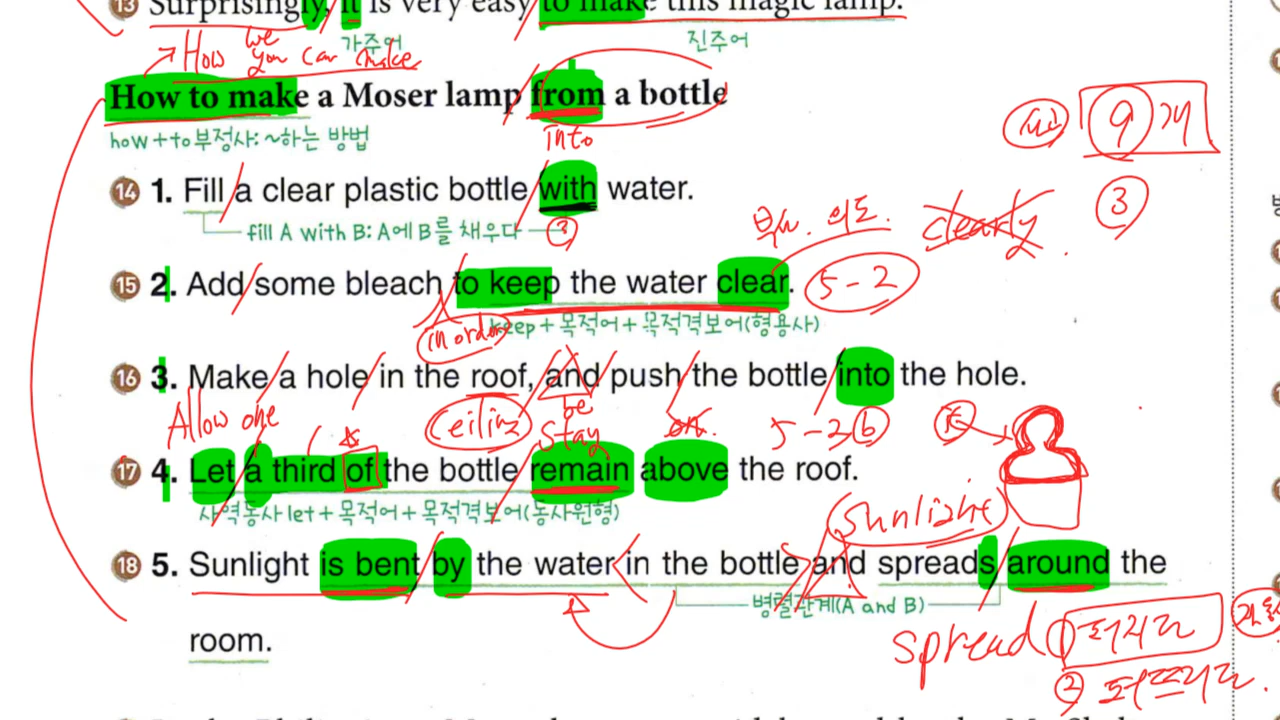 13 Surprisingly, it is very easy to make this magic lamp.
가주어 진주어
How we you can make
How to make a Moser lamp from a bottle
how+to부정사: ~하는 방법
into
9개
14 1. Fill a clear plastic bottle with water.
fill A with B: A에 B를 채우다 ③
③
부사. 의도. clearly
15 2. Add some bleach to keep the water clear. 5-2
in order keep+목적어+목적격보어(형용사)
16 3. Make a hole in the roof, and push the bottle into the hole.
Allow one ceiling be stay on. 5-3ⓑ
17 4. Let a third of the bottle remain above the roof.
사역동사 let+목적어+목적격보어(동사원형)
(sunlight)
18 5. Sunlight is bent by the water in the bottle and spreads around the
병렬관계(A and B)
room.
spread ① 퍼지다
② 퍼뜨리다.